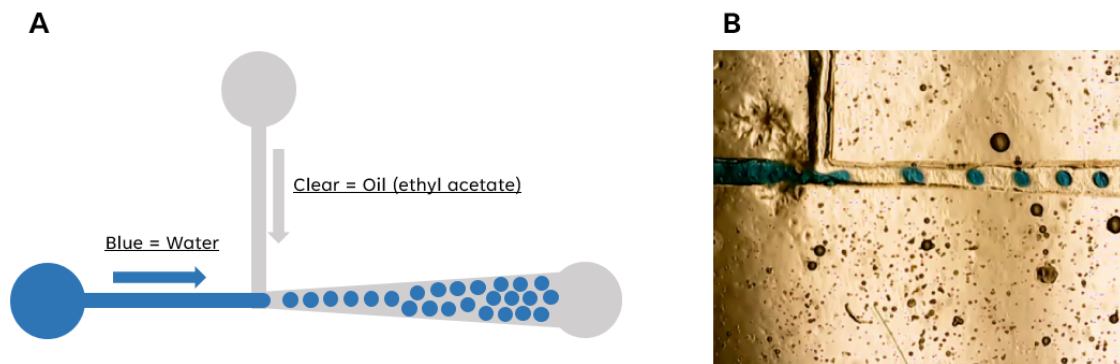 A
B
Clear = Oil (ethyl acetate)
Blue = Water